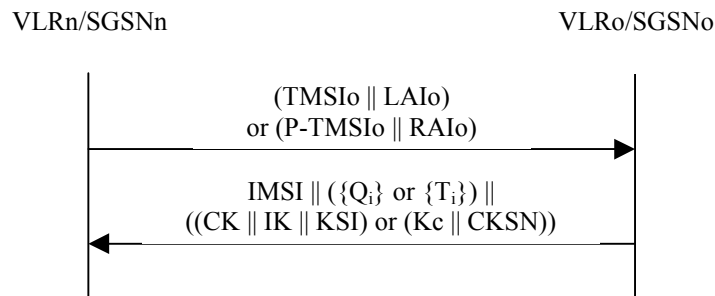 VLRn/SGSNn VLRo/SGSNo
(TMSIo || LAIo)
or (P-TMSIo || RAIo)
IMSI || ({Qi} or {Ti}) ||
((CK || IK || KSI) or (Kc || CKSN))